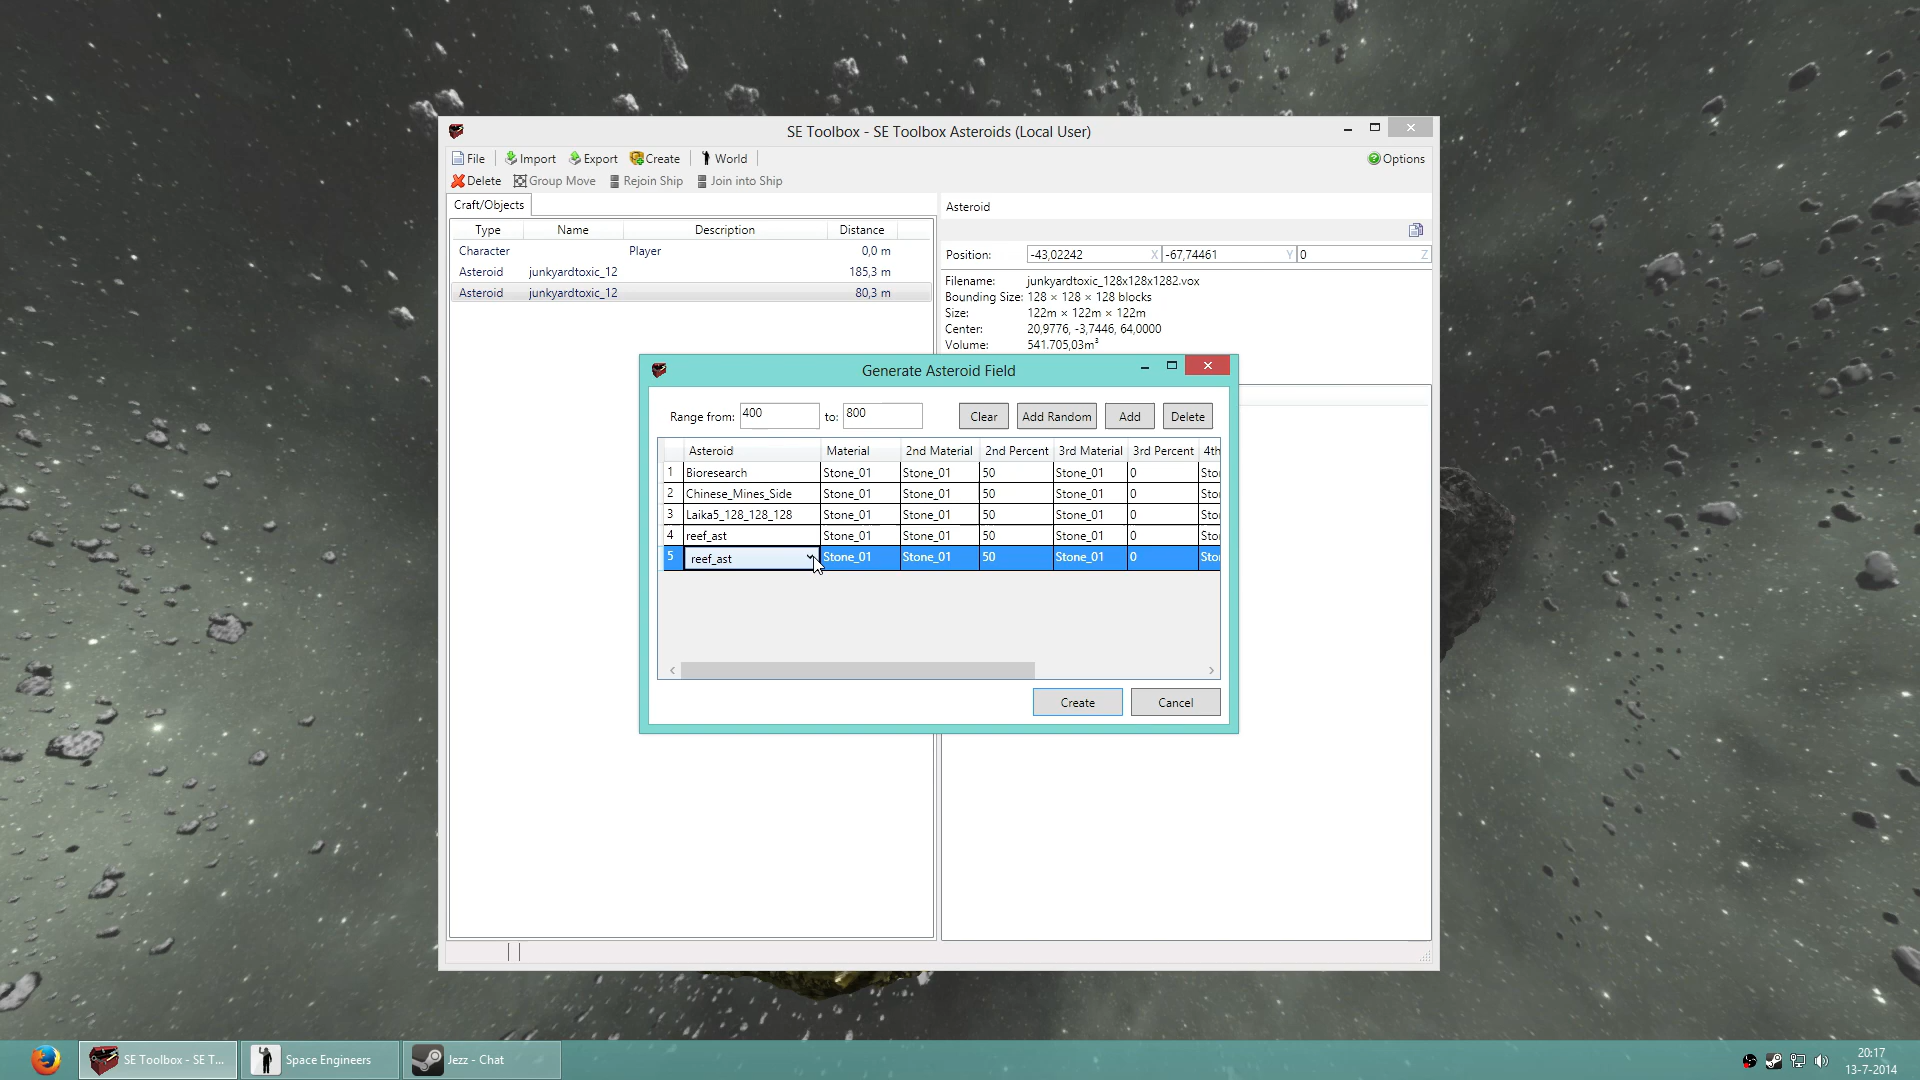 SE Toolbox - SE Toolbox Asteroids (Local User)
File Import Export Create World Options
Delete Group Move Rejoin Ship Join into Ship
Craft/Objects
Type Name Description Distance
Character Player 0,0 m
Asteroid junkyardtoxic_12 185,3 m
Asteroid junkyardtoxic_12 80,3 m
Asteroid
Position: -43,02242 X -67,74461 Y 0 Z
Filename: junkyardtoxic_128x128x1282.vox
Bounding Size: 128 × 128 × 128 blocks
Size: 122m × 122m × 122m
Center: 20,9776, -3,7446, 64,0000
Volume: 541.705,03m³
Generate Asteroid Field
Range from: 400 to: 800 Clear Add Random Add Delete
Asteroid Material 2nd Material 2nd Percent 3rd Material 3rd Percent 4th
1 Bioresearch Stone_01 Stone_01 50 Stone_01 0 Sto
2 Chinese_Mines_Side Stone_01 Stone_01 50 Stone_01 0 Sto
3 Laika5_128_128_128 Stone_01 Stone_01 50 Stone_01 0 Sto
4 reef_ast Stone_01 Stone_01 50 Stone_01 0 Sto
5 reef_ast Stone_01 Stone_01 50 Stone_01 0 Sto
Create Cancel
SE Toolbox - SE T... Space Engineers Jezz - Chat
20:17
13-7-2014